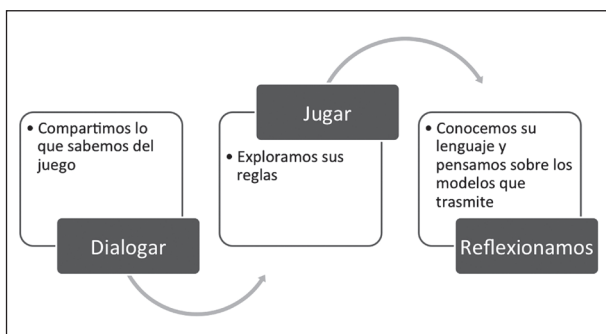 • Compartimos lo
que sabemos del
juego
Dialogar
Jugar
• Exploramos sus
reglas
• Conocemos su
lenguaje y
pensamos sobre los
modelos que
trasmite
Reflexionamos